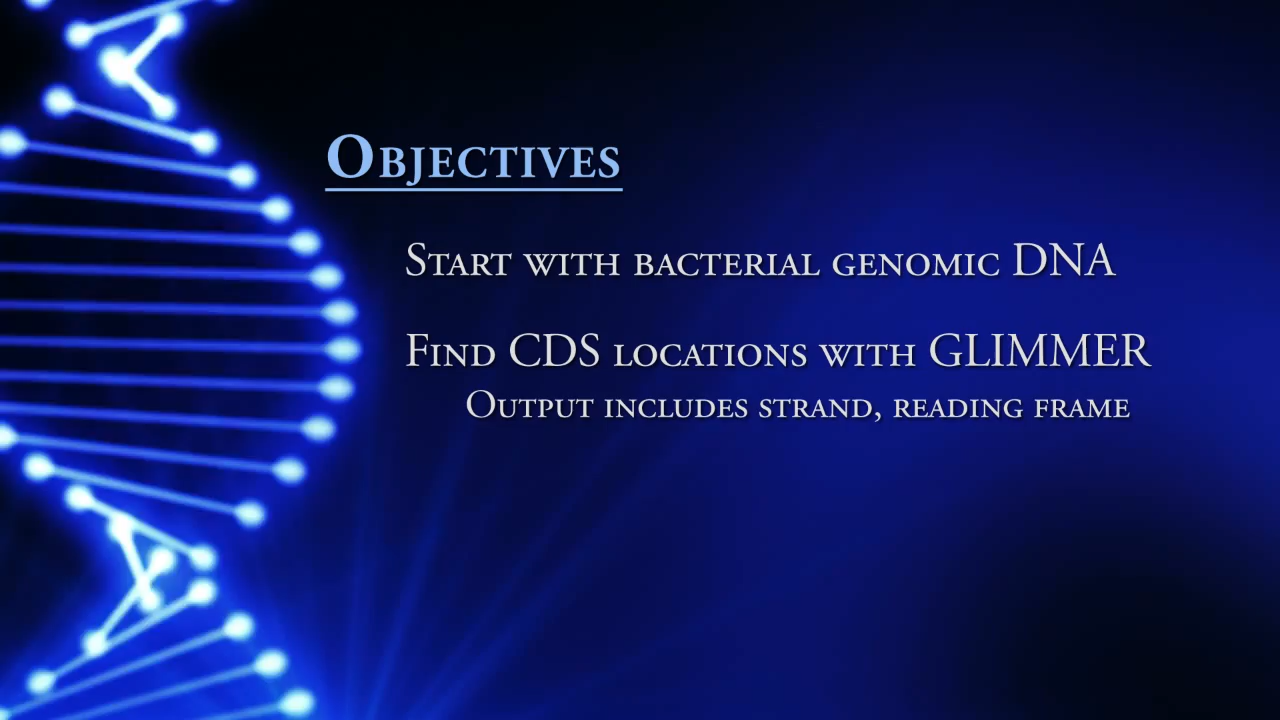 Objectives
Start with bacterial genomic DNA
Find CDS locations with GLIMMER
Output includes strand, reading frame